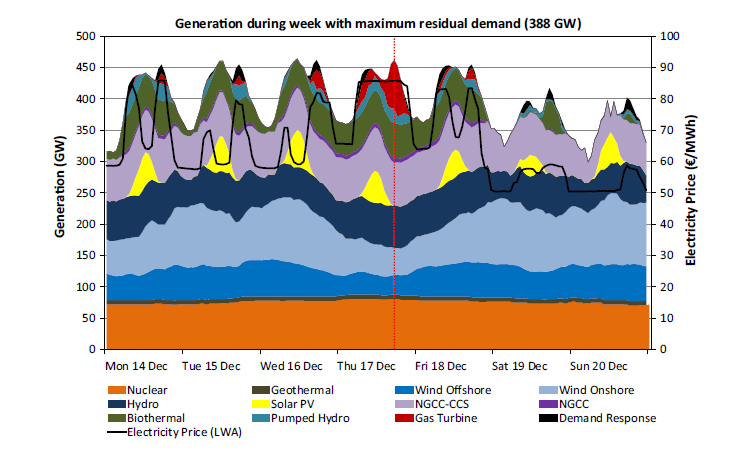 Generation during week with maximum residual demand (388 GW)
500
450
400
350
300
250
200
150
100
50
0
Generation (GW)
100
90
80
70
60
50
40
30
20
10
0
Electricity Price (€/MWh)
Mon 14 Dec Tue 15 Dec Wed 16 Dec Thu 17 Dec Fri 18 Dec Sat 19 Dec Sun 20 Dec
Nuclear Geothermal Wind Offshore Wind Onshore
Hydro Solar PV NGCC-CCS NGCC
Biothermal Pumped Hydro Gas Turbine Demand Response
Electricity Price (LWA)